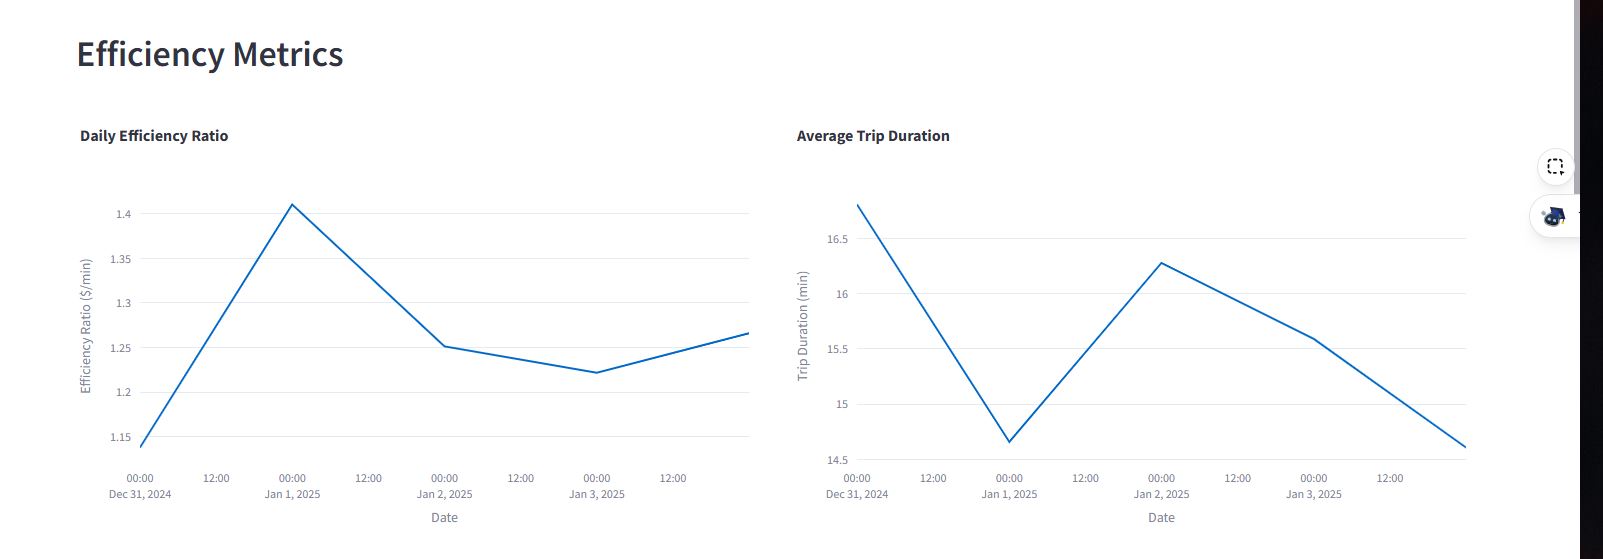 Efficiency Metrics
Daily Efficiency Ratio
Efficiency Ratio ($/min)
1.4
1.35
1.3
1.25
1.2
1.15
00:00 12:00 00:00 12:00 00:00 12:00 00:00 12:00
Dec 31, 2024 Jan 1, 2025 Jan 2, 2025 Jan 3, 2025
Date
Average Trip Duration
Trip Duration (min)
16.5
16
15.5
15
14.5
00:00 12:00 00:00 12:00 00:00 12:00 00:00 12:00
Dec 31, 2024 Jan 1, 2025 Jan 2, 2025 Jan 3, 2025
Date